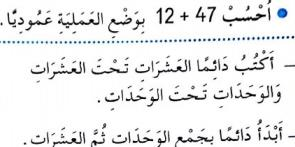 • أُحْسُبْ 47 + 12 بِوَضْعِ العَمَلِيَّةِ عَمُودِيًّا.
– أَكْتُبُ دَائِمًا العَشَرَاتِ تَحْتَ العَشَرَاتِ
وَالوَحَدَاتِ تَحْتَ الوَحَدَاتِ.
– أَبْدَأُ دَائِمًا بِجَمْعِ الوَحَدَاتِ ثُمَّ العَشَرَاتِ.